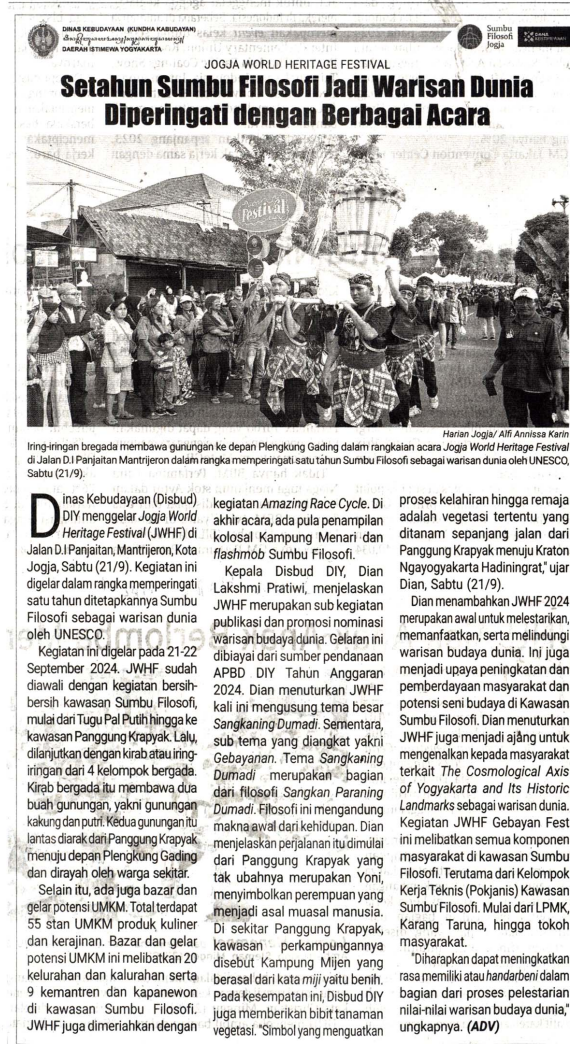 DINAS KEBUDAYAAN (KUNDHA KABUDAYAN)
DAERAH ISTIMEWA YOGYAKARTA
Sumbu
Filosofi
Jogja
DANA
KEISTIMEWAAN
JOGJA WORLD HERITAGE FESTIVAL
Setahun Sumbu Filosofi Jadi Warisan Dunia
Diperingati dengan Berbagai Acara
Festival
Harian Jogja/ Alfi Annissa Karin
Iring-iringan bregada membawa gunungan ke depan Plengkung Gading dalam rangkaian acara Jogja World Heritage Festival
di Jalan D.I Panjaitan Mantrijeron dalam rangka memperingati satu tahun Sumbu Filosofi sebagai warisan dunia oleh UNESCO,
Sabtu (21/9).
Dinas Kebudayaan (Disbud)
DIY menggelar Jogja World
Heritage Festival (JWHF) di
Jalan D.I Panjaitan, Mantrijeron, Kota
Jogja, Sabtu (21/9). Kegiatan ini
digelar dalam rangka memperingati
satu tahun ditetapkannya Sumbu
Filosofi sebagai warisan dunia
oleh UNESCO.
Kegiatan ini digelar pada 21-22
September 2024. JWHF sudah
diawali dengan kegiatan bersih-
bersih kawasan Sumbu Filosofi,
mulai dari Tugu Pal Putih hingga ke
kawasan Panggung Krapyak. Lalu,
dilanjutkan dengan kirab atau iring-
iringan dari 4 kelompok bergada.
Kirab bergada itu membawa dua
buah gunungan, yakni gunungan
kakung dan putri. Kedua gunungan itu
lantas diarak dari Panggung Krapyak
menuju depan Plengkung Gading
dan dirayah oleh warga sekitar.
Selain itu, ada juga bazar dan
gelar potensi UMKM. Total terdapat
55 stan UMKM produk kuliner
dan kerajinan. Bazar dan gelar
potensi UMKM ini melibatkan 20
kelurahan dan kalurahan serta
9 kemantren dan kapanewon
di kawasan Sumbu Filosofi.
JWHF juga dimeriahkan dengan
kegiatan Amazing Race Cycle. Di
akhir acara, ada pula penampilan
kolosal Kampung Menari dan
flashmob Sumbu Filosofi.
Kepala Disbud DIY, Dian
Lakshmi Pratiwi, menjelaskan
JWHF merupakan sub kegiatan
publikasi dan promosi nominasi
warisan budaya dunia. Gelaran ini
dibiayai dari sumber pendanaan
APBD DIY Tahun Anggaran
2024. Dian menuturkan JWHF
kali ini mengusung tema besar
Sangkaning Dumadi. Sementara,
sub tema yang diangkat yakni
Gebayanan. Tema Sangkaning
Dumadi merupakan bagian
dari filosofi Sangkan Paraning
Dumadi. Filosofi ini mengandung
makna awal dari kehidupan. Dian
menjelaskan perjalanan itu dimulai
dari Panggung Krapyak yang
tak ubahnya merupakan Yoni,
menyimbolkan perempuan yang
menjadi asal muasal manusia.
Di sekitar Panggung Krapyak,
kawasan perkampungannya
disebut Kampung Mijen yang
berasal dari kata miji yaitu benih.
Pada kesempatan ini, Disbud DIY
juga memberikan bibit tanaman
vegetasi. "Simbol yang menguatkan
proses kelahiran hingga remaja
adalah vegetasi tertentu yang
ditanam sepanjang jalan dari
Panggung Krapyak menuju Kraton
Ngayogyakarta Hadiningrat," ujar
Dian, Sabtu (21/9).
Dian menambahkan JWHF 2024
merupakan awal untuk melestarikan,
memanfaatkan, serta melindungi
warisan budaya dunia. Ini juga
menjadi upaya peningkatan dan
pemberdayaan masyarakat dan
potensi seni budaya di Kawasan
Sumbu Filosofi. Dian menuturkan
JWHF juga menjadi ajang untuk
mengenalkan kepada masyarakat
terkait The Cosmological Axis
of Yogyakarta and Its Historic
Landmarks sebagai warisan dunia.
Kegiatan JWHF Gebayan Fest
ini melibatkan semua komponen
masyarakat di kawasan Sumbu
Filosofi. Terutama dari Kelompok
Kerja Teknis (Pokjanis) Kawasan
Sumbu Filosofi. Mulai dari LPMK,
Karang Taruna, hingga tokoh
masyarakat.
"Diharapkan dapat meningkatkan
rasa memiliki atau handarbeni dalam
bagian dari proses pelestarian
nilai-nilai warisan budaya dunia,"
ungkapnya. (ADV)